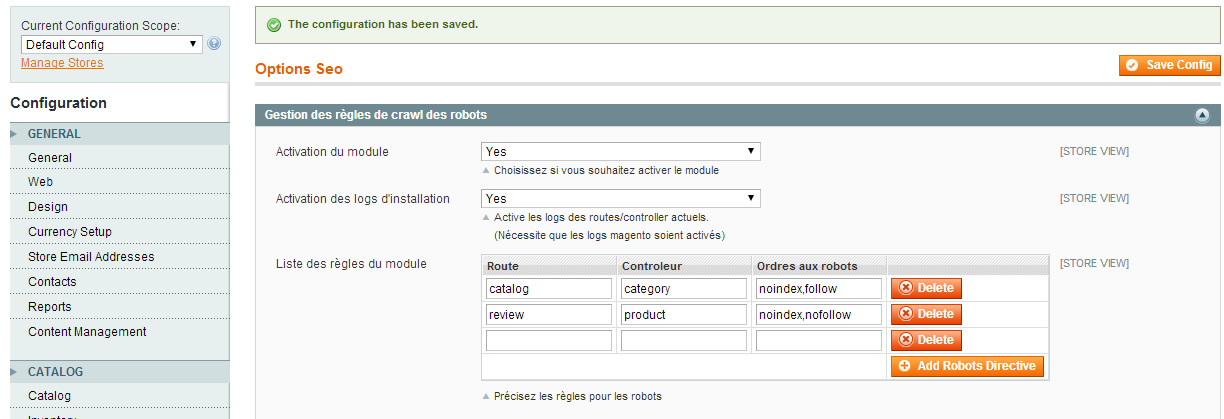 Current Configuration Scope:
Default Config
Manage Stores
Configuration
GENERAL
General
Web
Design
Currency Setup
Store Email Addresses
Contacts
Reports
Content Management
CATALOG
Catalog
The configuration has been saved.
Options Seo
Save Config
Gestion des règles de crawl des robots
Activation du module
Yes
[STORE VIEW]
Choisissez si vous souhaitez activer le module
Activation des logs d'installation
Yes
[STORE VIEW]
Active les logs des routes/controller actuels.
(Nécessite que les logs magento soient activés)
Liste des règles du module
[STORE VIEW]
Route Controleur Ordres aux robots
catalog category noindex,follow Delete
review product noindex,nofollow Delete
Delete
Add Robots Directive
Précisez les règles pour les robots